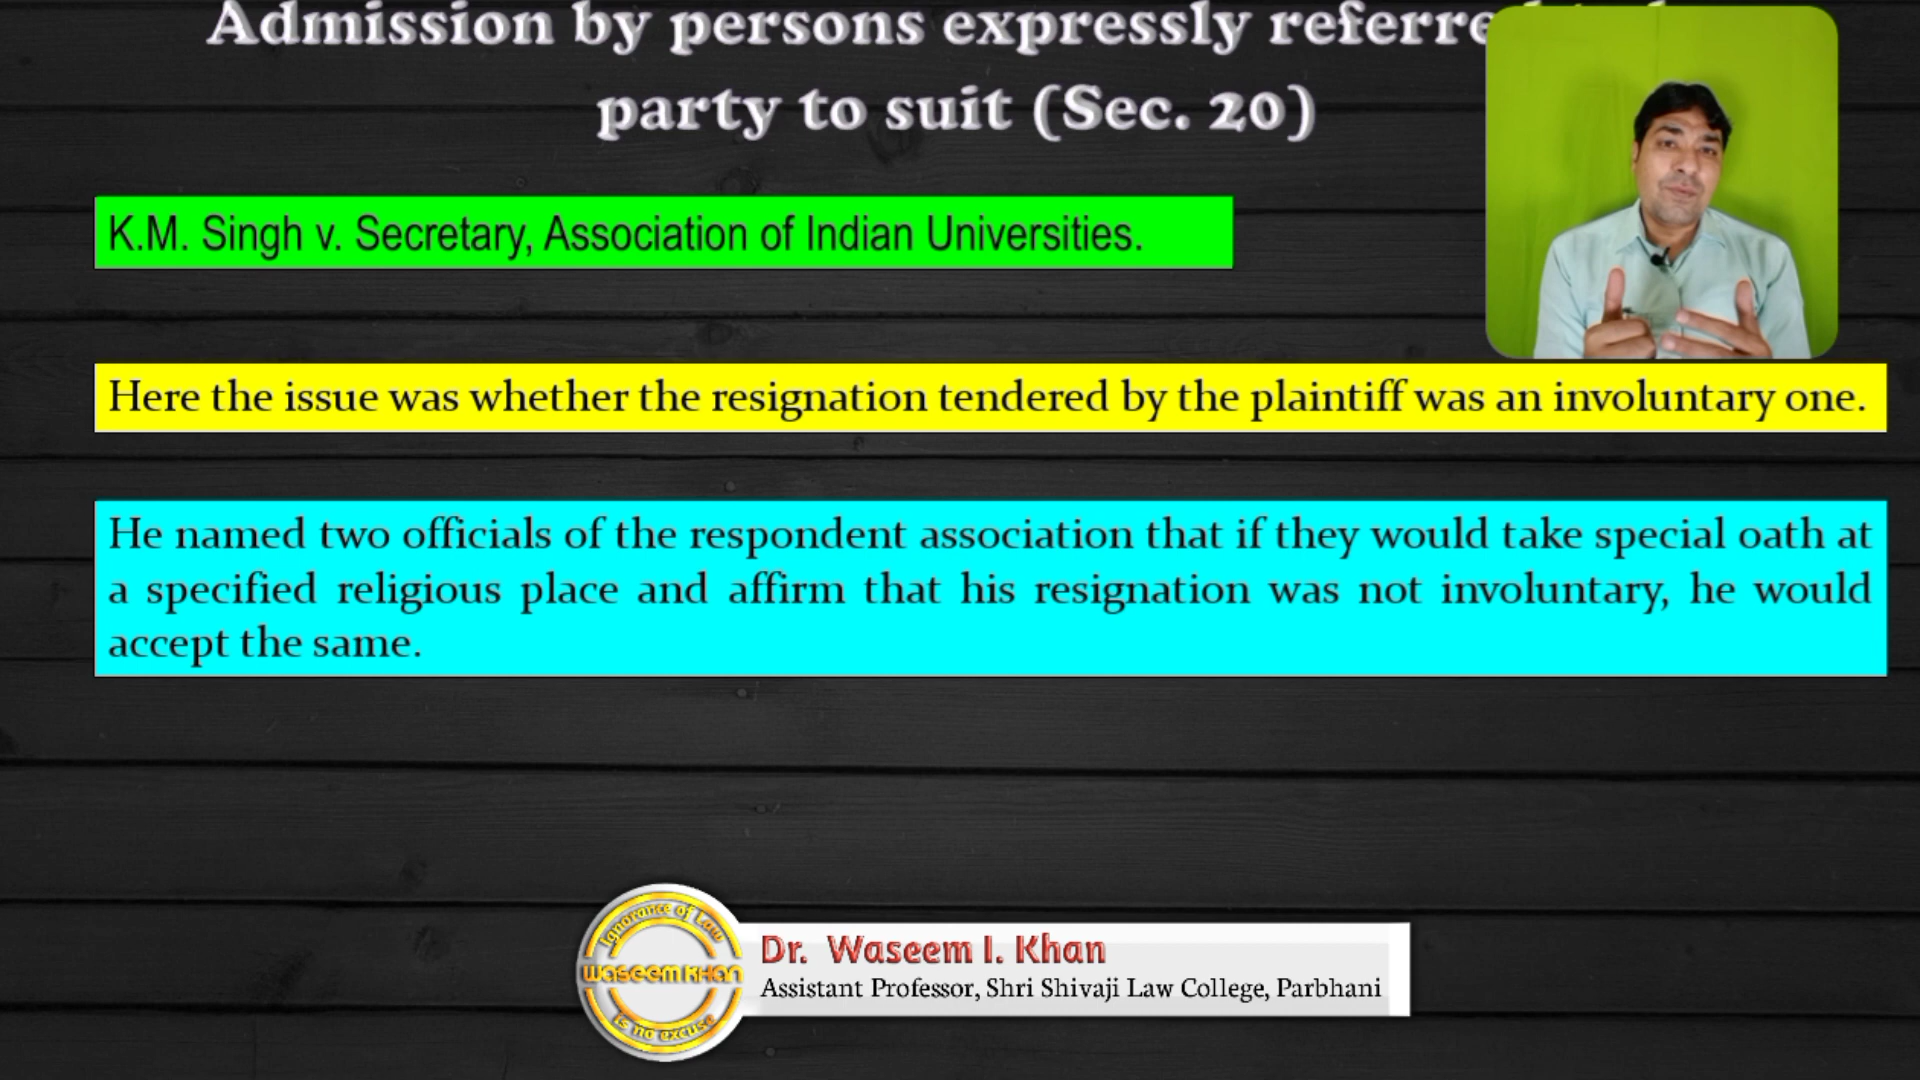 Admission by persons expressly referre
party to suit (Sec. 20)
K.M. Singh v. Secretary, Association of Indian Universities.
Here the issue was whether the resignation tendered by the plaintiff was an involuntary one.
He named two officials of the respondent association that if they would take special oath at
a specified religious place and affirm that his resignation was not involuntary, he would
accept the same.
Ignorance of Law
waseem KHan
is no excuse
Dr. Waseem I. Khan
Assistant Professor, Shri Shivaji Law College, Parbhani